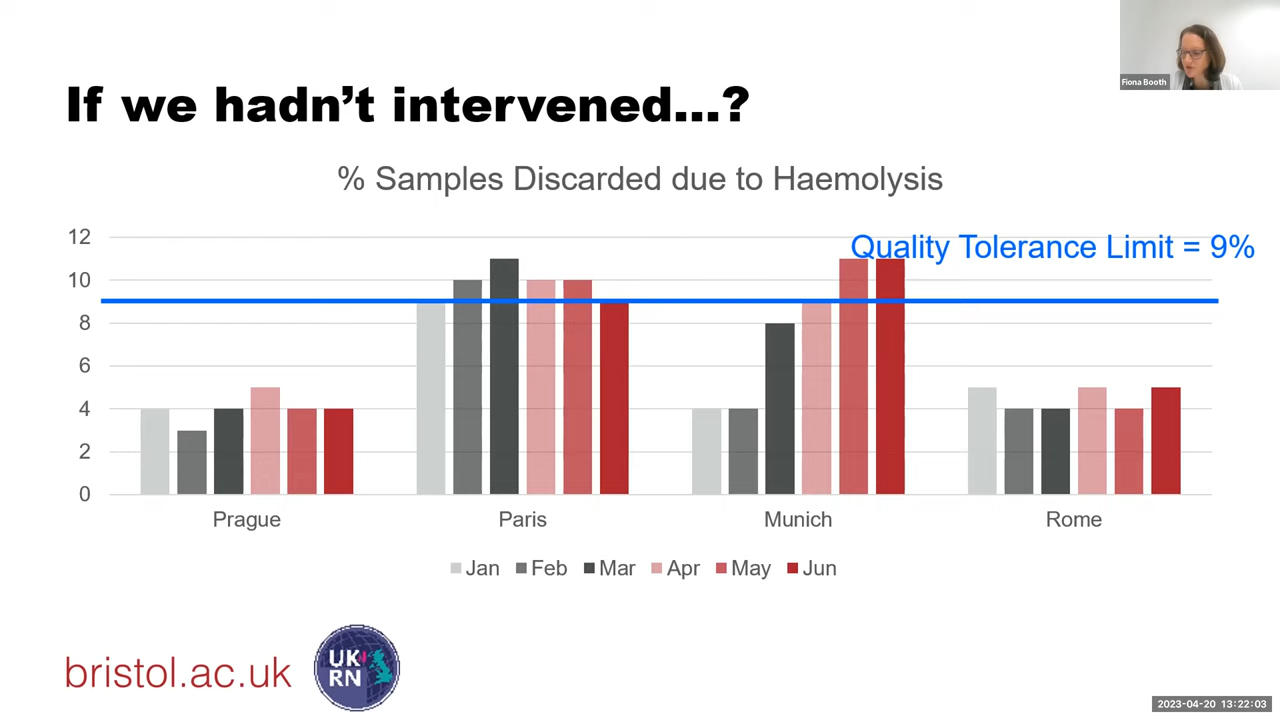 Fiona Booth
If we hadn’t intervened...?
% Samples Discarded due to Haemolysis
Quality Tolerance Limit = 9%
12
10
8
6
4
2
0
Prague Paris Munich Rome
Jan Feb Mar Apr May Jun
bristol.ac.uk
UK
RN
2023-04-20 13:22:03